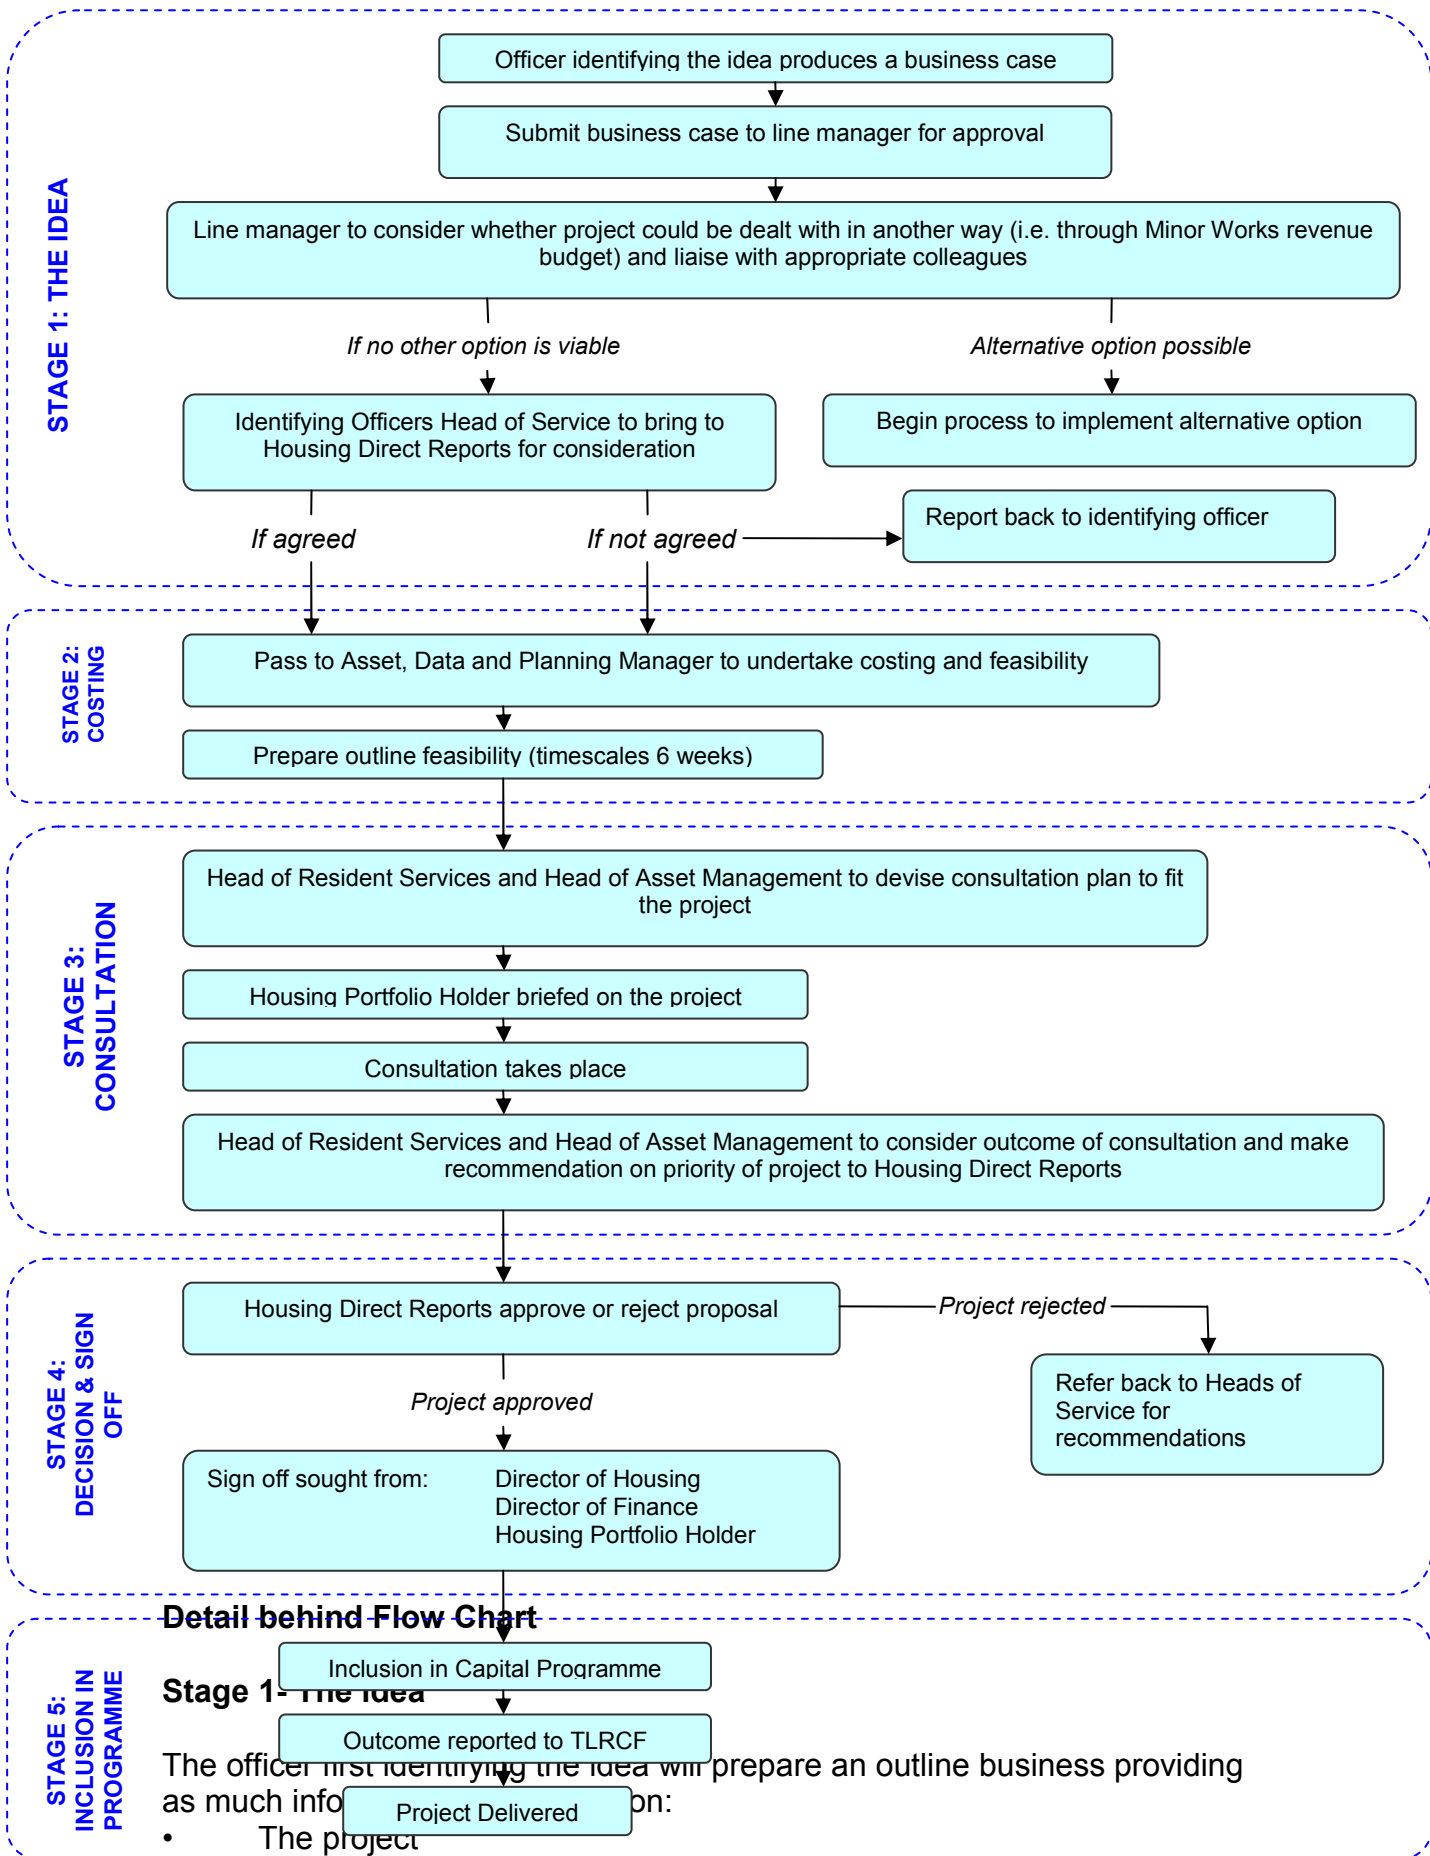 STAGE 1: THE IDEA
Officer identifying the idea produces a business case
Submit business case to line manager for approval
Line manager to consider whether project could be dealt with in another way (i.e. through Minor Works revenue
budget) and liaise with appropriate colleagues
If no other option is viable
Alternative option possible
Identifying Officers Head of Service to bring to
Housing Direct Reports for consideration
Begin process to implement alternative option
If agreed
If not agreed
Report back to identifying officer
STAGE 2:
COSTING
Pass to Asset, Data and Planning Manager to undertake costing and feasibility
Prepare outline feasibility (timescales 6 weeks)
STAGE 3:
CONSULTATION
Head of Resident Services and Head of Asset Management to devise consultation plan to fit
the project
Housing Portfolio Holder briefed on the project
Consultation takes place
Head of Resident Services and Head of Asset Management to consider outcome of consultation and make
recommendation on priority of project to Housing Direct Reports
STAGE 4:
DECISION & SIGN
OFF
Housing Direct Reports approve or reject proposal
Project rejected
Project approved
Refer back to Heads of
Service for
recommendations
Sign off sought from: Director of Housing
Director of Finance
Housing Portfolio Holder
Detail behind Flow Chart
STAGE 5:
INCLUSION IN
PROGRAMME
Inclusion in Capital Programme
Stage 1- The Idea
Outcome reported to TLRCF
The officer first identifying the idea will prepare an outline business providing
as much info on:
Project Delivered
• The project